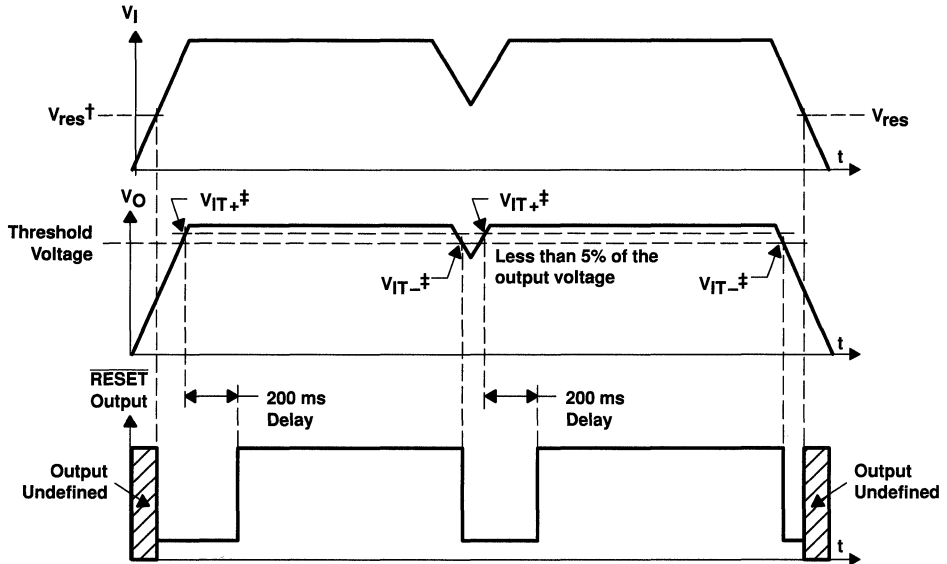 VI
Vres†
Vres
t
VO
VIT+‡
VIT+‡
Threshold
Voltage
Less than 5% of the
output voltage
VIT–‡
VIT–‡
t
RESET
Output
200 ms
Delay
200 ms
Delay
Output
Undefined
Output
Undefined
t